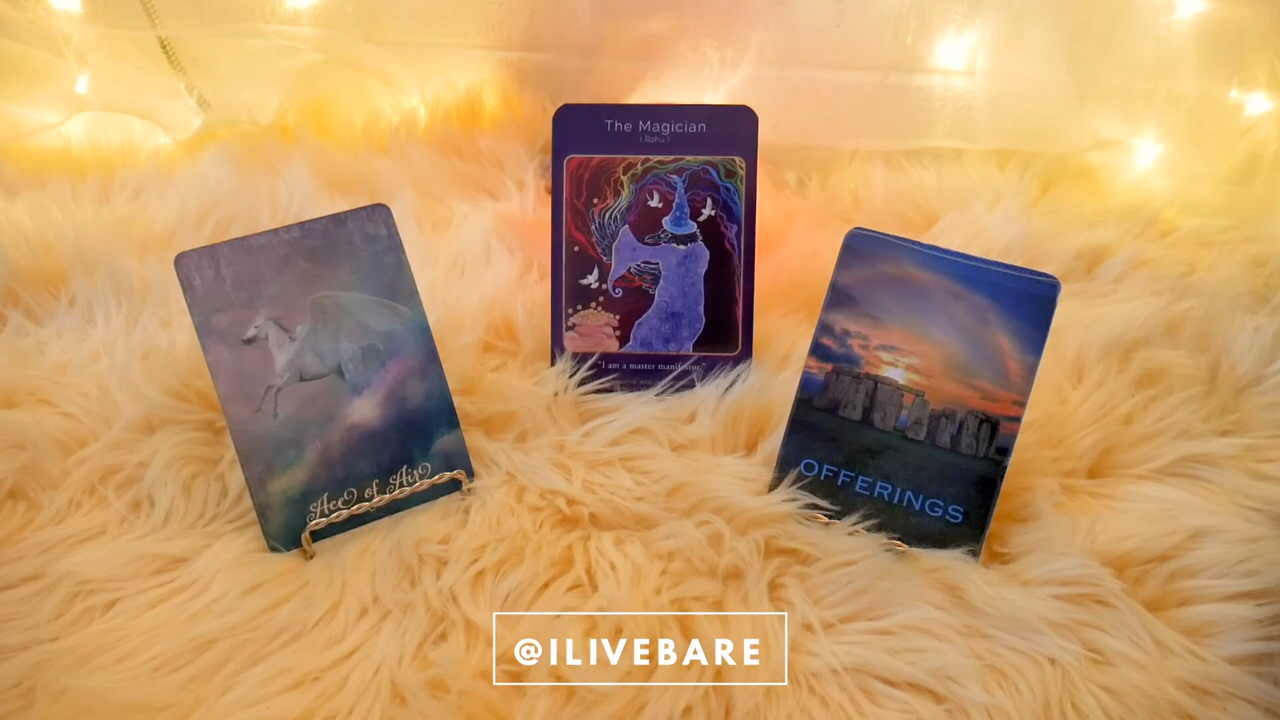 The Magician
( Rahu )
"I am a master manifestor."
Ace of Air
OFFERINGS
@ILIVEBARE